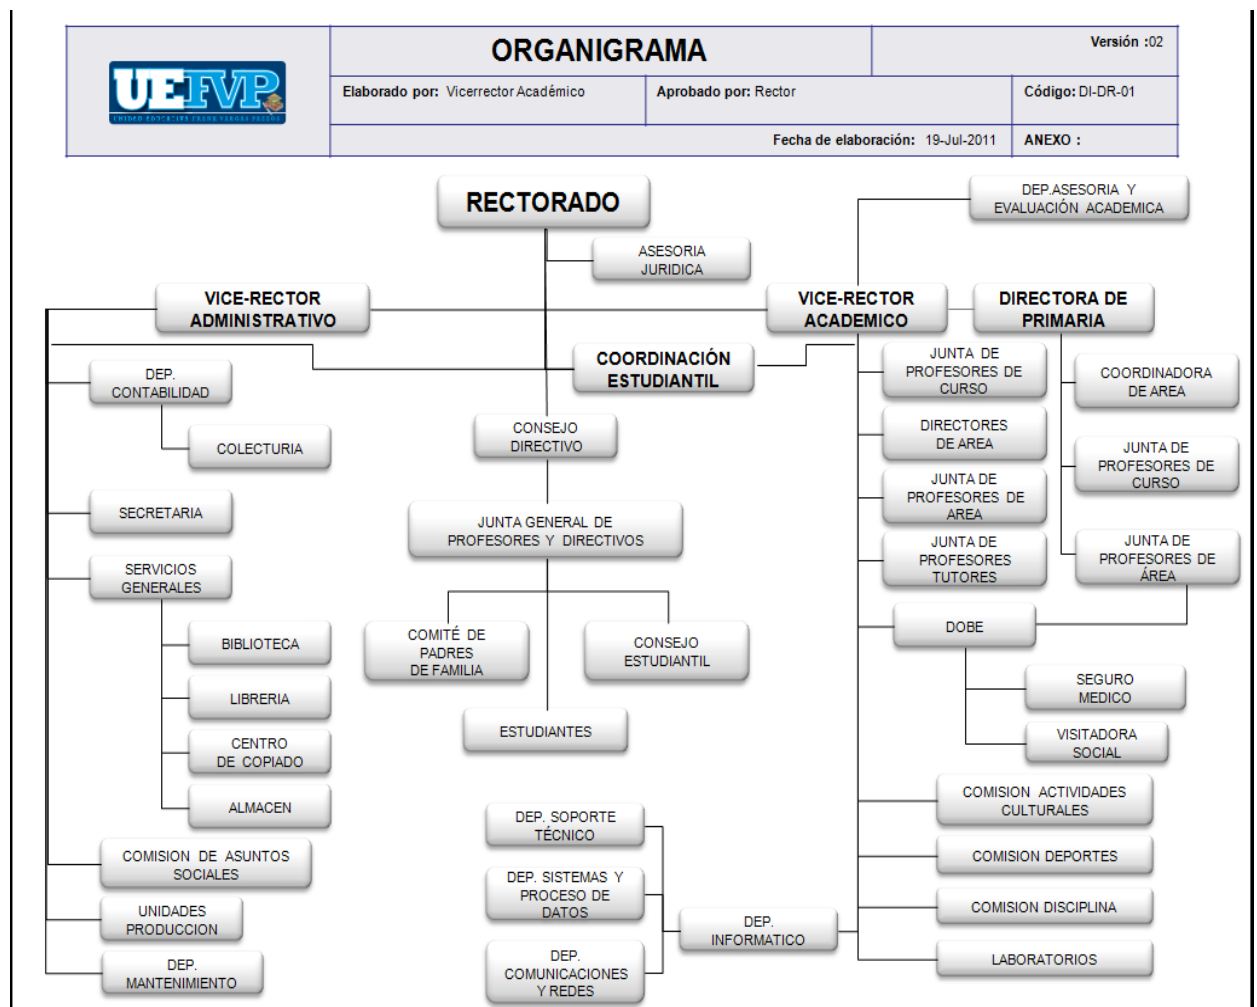 UEFVP
UNIDAD EDUCATIVA FRANK VARGAS PAZZOS
ORGANIGRAMA
Versión :02
Elaborado por: Vicerrector Académico
Aprobado por: Rector
Código: DI-DR-01
Fecha de elaboración: 19-Jul-2011
ANEXO :
RECTORADO
DEP.ASESORIA Y
EVALUACIÓN ACADEMICA
ASESORIA
JURIDICA
VICE-RECTOR
ADMINISTRATIVO
VICE-RECTOR
ACADEMICO
DIRECTORA DE
PRIMARIA
COORDINACIÓN
ESTUDIANTIL
DEP.
CONTABILIDAD
COLECTURIA
SECRETARIA
SERVICIOS
GENERALES
BIBLIOTECA
LIBRERIA
CENTRO
DE COPIADO
ALMACEN
COMISION DE ASUNTOS
SOCIALES
UNIDADES
PRODUCCION
DEP.
MANTENIMIENTO
CONSEJO
DIRECTIVO
JUNTA GENERAL DE
PROFESORES Y DIRECTIVOS
COMITÉ DE
PADRES
DE FAMILIA
CONSEJO
ESTUDIANTIL
ESTUDIANTES
DEP. SOPORTE
TÉCNICO
DEP. SISTEMAS Y
PROCESO DE
DATOS
DEP.
COMUNICACIONES
Y REDES
DEP.
INFORMATICO
JUNTA DE
PROFESORES DE
CURSO
DIRECTORES
DE AREA
JUNTA DE
PROFESORES DE
AREA
JUNTA DE
PROFESORES
TUTORES
COORDINADORA
DE AREA
JUNTA DE
PROFESORES DE
CURSO
JUNTA DE
PROFESORES DE
ÁREA
DOBE
SEGURO
MEDICO
VISITADORA
SOCIAL
COMISION ACTIVIDADES
CULTURALES
COMISION DEPORTES
COMISION DISCIPLINA
LABORATORIOS